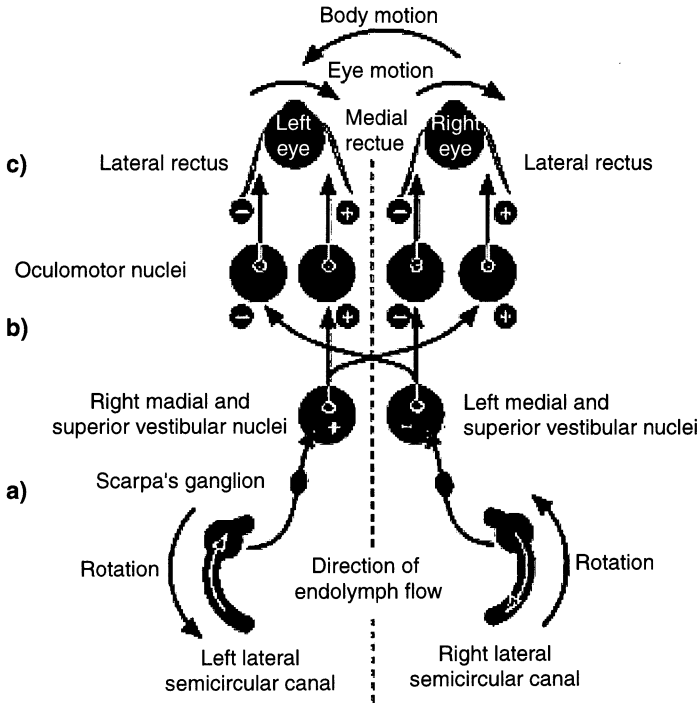 Body motion
Eye motion
Left
eye
Medial
rectue
Right
eye
c)
Lateral rectus
Lateral rectus
−
+
−
+
Oculomotor nuclei
−
+
−
+
b)
Right madial and
superior vestibular nuclei
+
−
Left medial and
superior vestibular nuclei
a)
Scarpa's ganglion
Rotation
Direction of
endolymph flow
Rotation
Left lateral
semicircular canal
Right lateral
semicircular canal